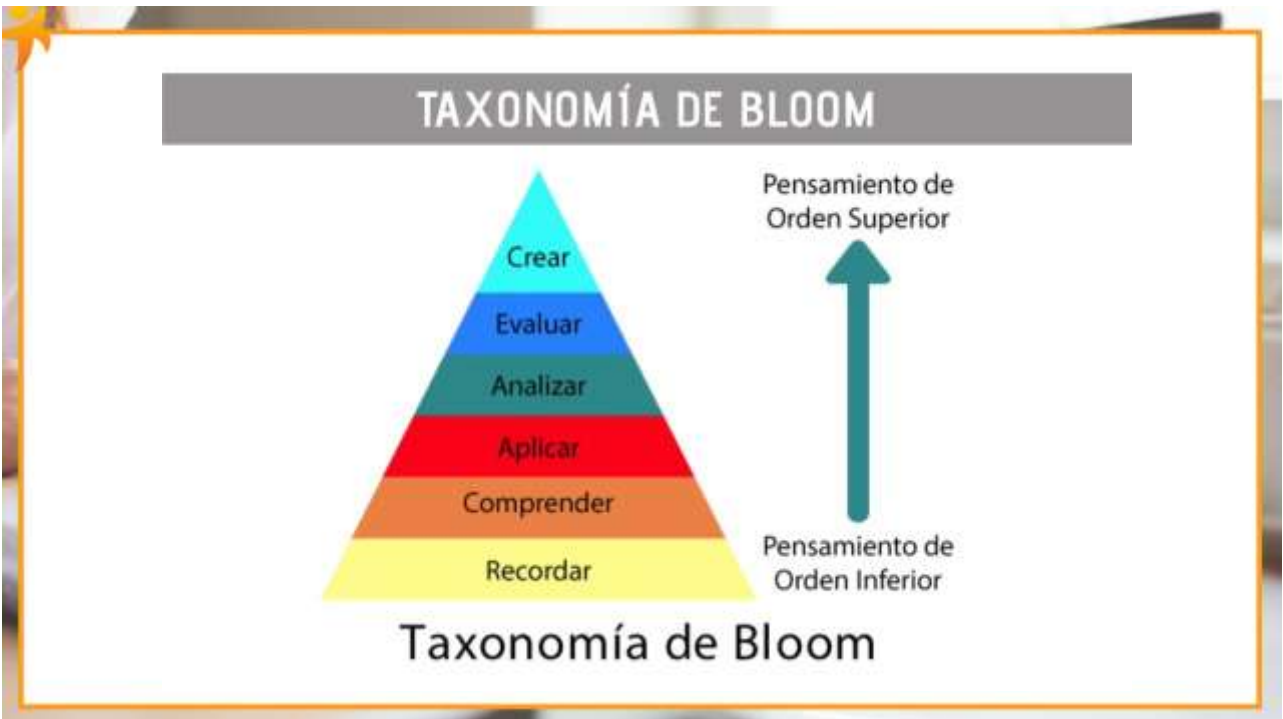 TAXONOMÍA DE BLOOM
Pensamiento de
Orden Superior
Crear
Evaluar
Analizar
Aplicar
Comprender
Recordar
Pensamiento de
Orden Inferior
Taxonomía de Bloom